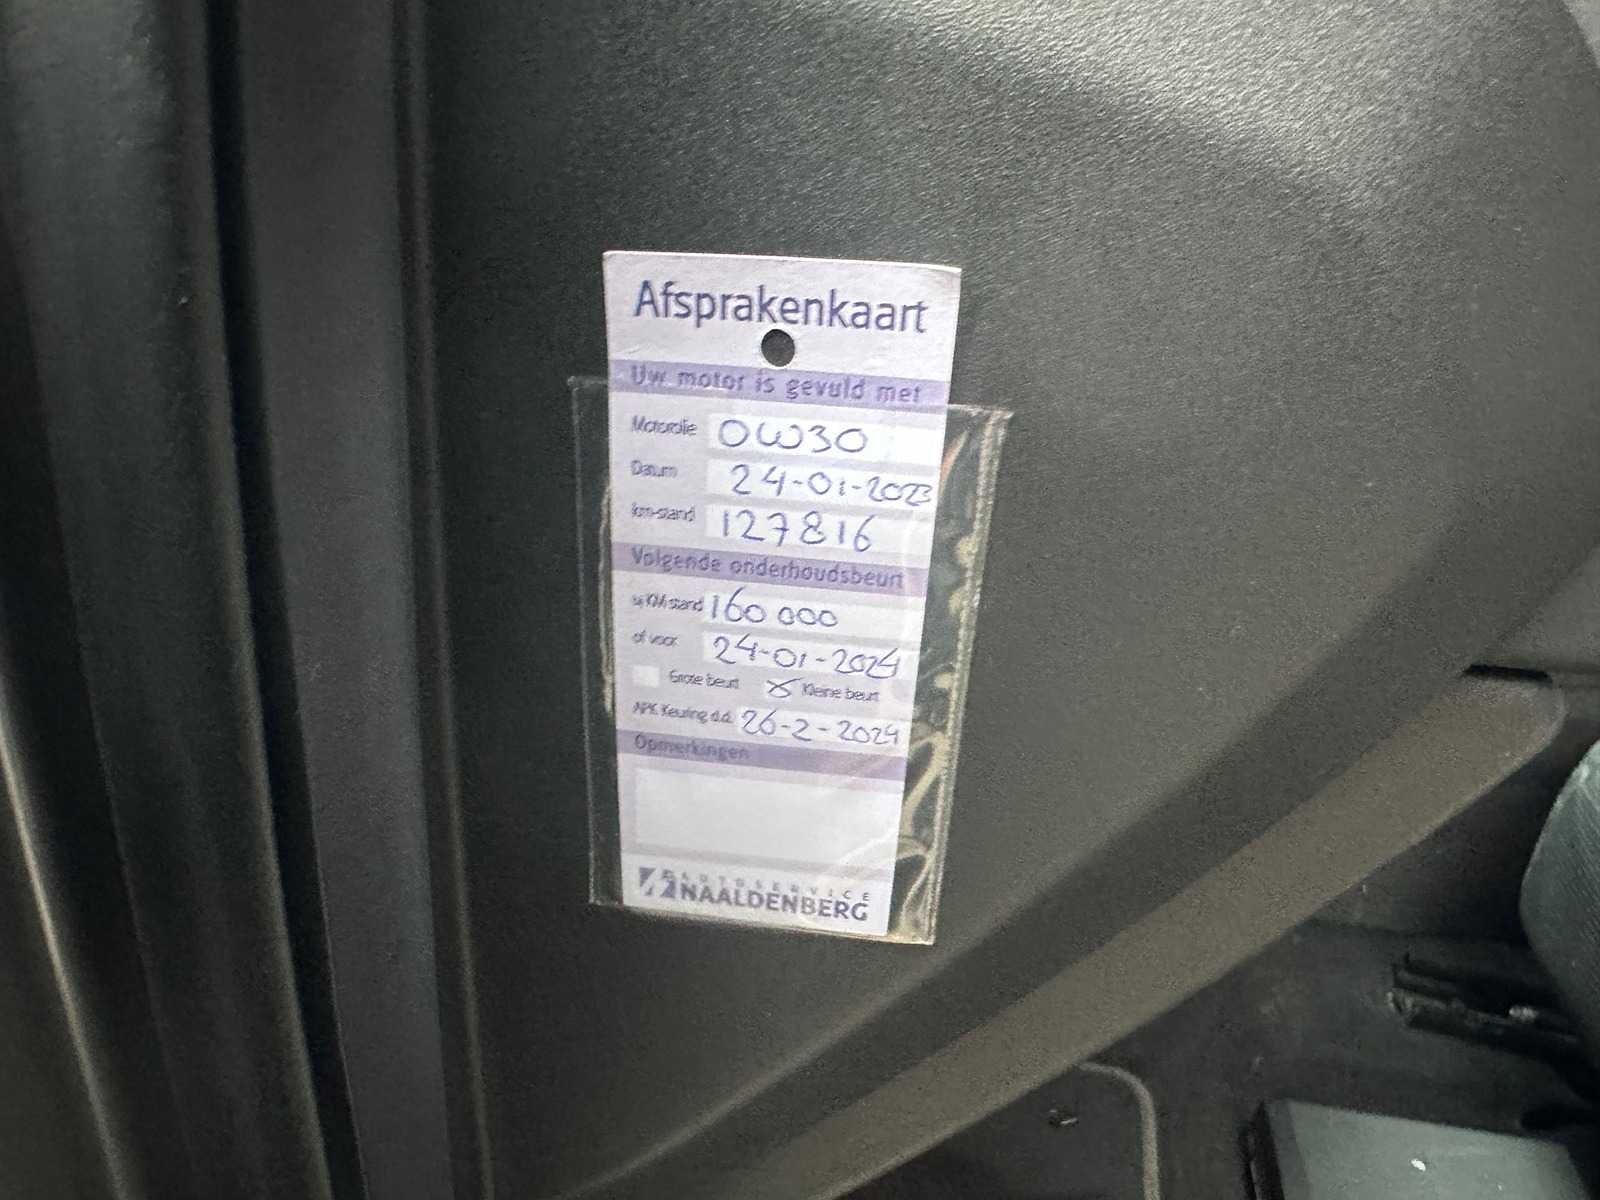 Afsprakenkaart
Uw motor is gevuld met
Motorolie 0W30
Datum 24-01-2023
km-stand 127816
Volgende onderhoudsbeurt
bij KM stand 160 000
of voor 24-01-2024
Grote beurt X Kleine beurt
APK Keuring d.d. 26-2-2024
Opmerkingen
AUTOSERVICE
NAALDENBERG